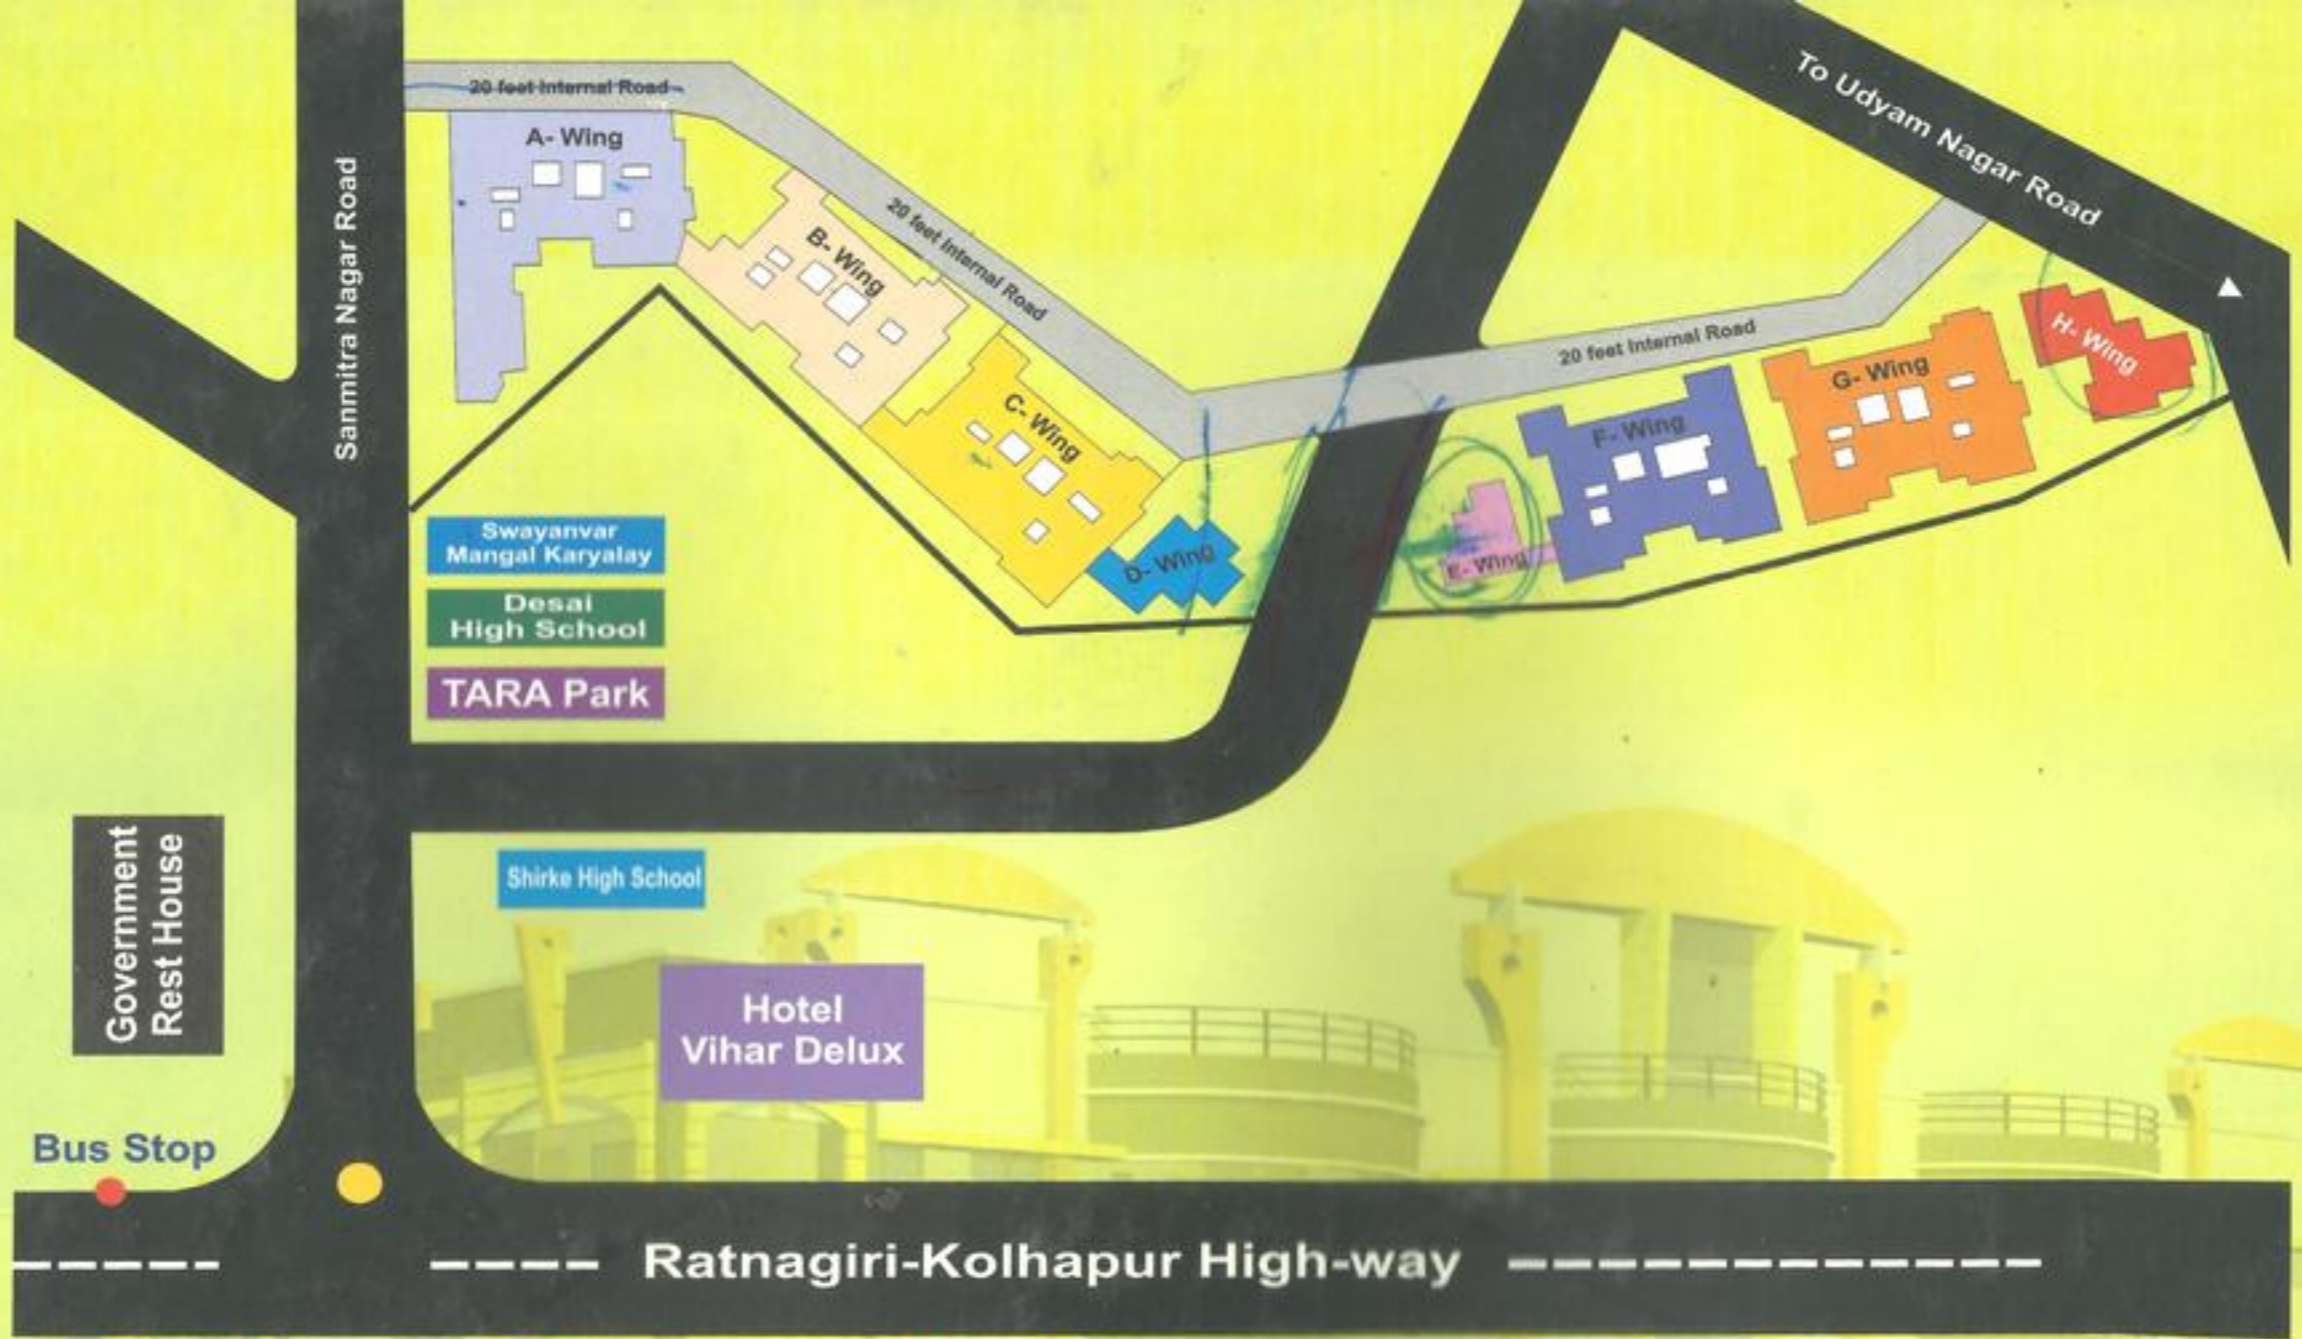 20 feet Internal Road
A- Wing
To Udyam Nagar Road
Sanmitra Nagar Road
B- Wing
20 feet Internal Road
20 feet Internal Road
H- Wing
G- Wing
C- Wing
F- Wing
D- Wing
E- Wing
Swayanvar
Mangal Karyalay
Desai
High School
TARA Park
Government
Rest House
Shirke High School
Hotel
Vihar Delux
Bus Stop
Ratnagiri-Kolhapur High-way